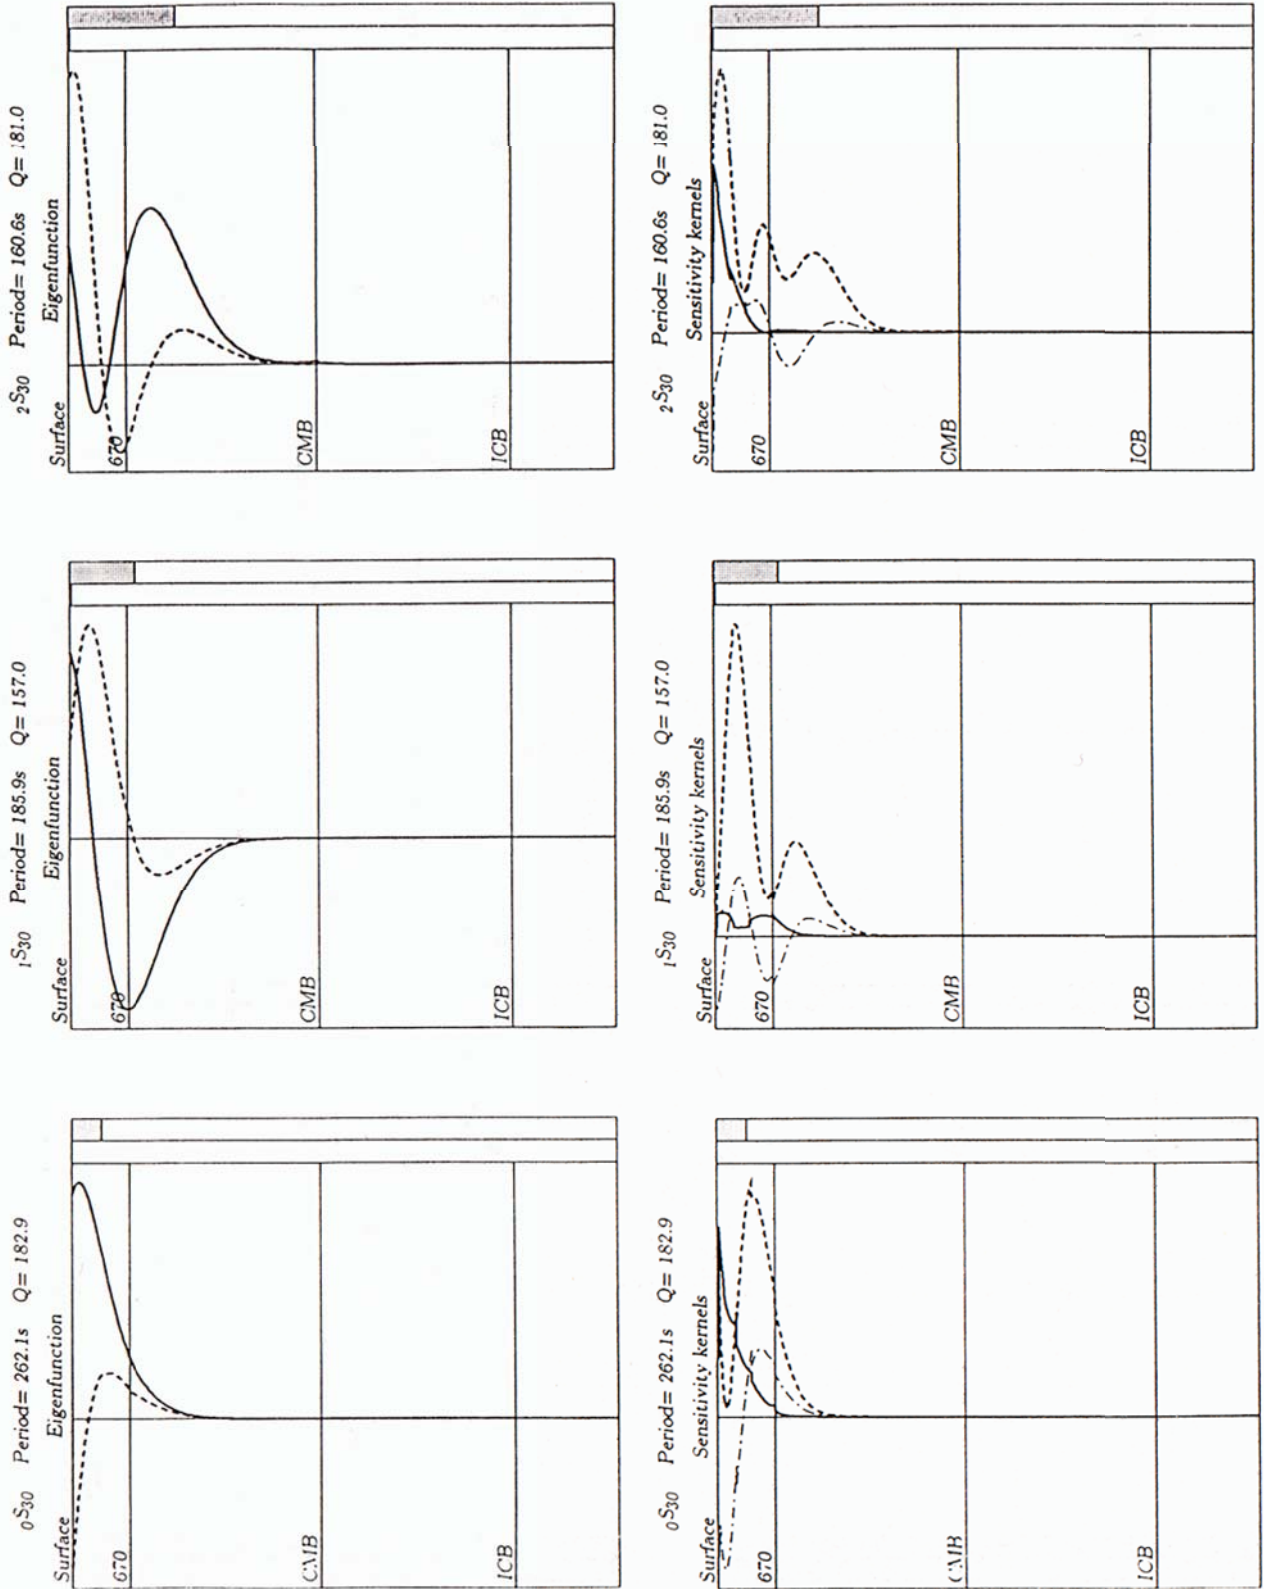 ₀S₃₀ Period= 262.1s Q= 182.9
Eigenfunction
Surface
670
CMB
ICB
₁S₃₀ Period= 185.9s Q= 157.0
Eigenfunction
Surface
670
CMB
ICB
₂S₃₀ Period= 160.6s Q= 181.0
Eigenfunction
Surface
670
CMB
ICB
₀S₃₀ Period= 262.1s Q= 182.9
Sensitivity kernels
Surface
670
CMB
ICB
₁S₃₀ Period= 185.9s Q= 157.0
Sensitivity kernels
Surface
670
CMB
ICB
₂S₃₀ Period= 160.6s Q= 181.0
Sensitivity kernels
Surface
670
CMB
ICB